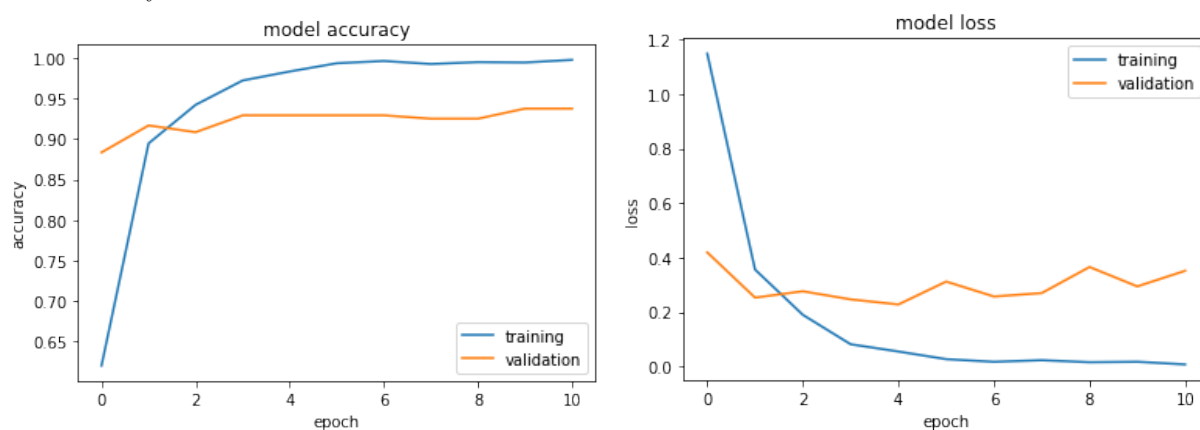 model accuracy
1.00
0.95
0.90
0.85
0.80
0.75
0.70
0.65
accuracy
training
validation
0 2 4 6 8 10
epoch
model loss
1.2
1.0
0.8
0.6
0.4
0.2
0.0
loss
training
validation
0 2 4 6 8 10
epoch